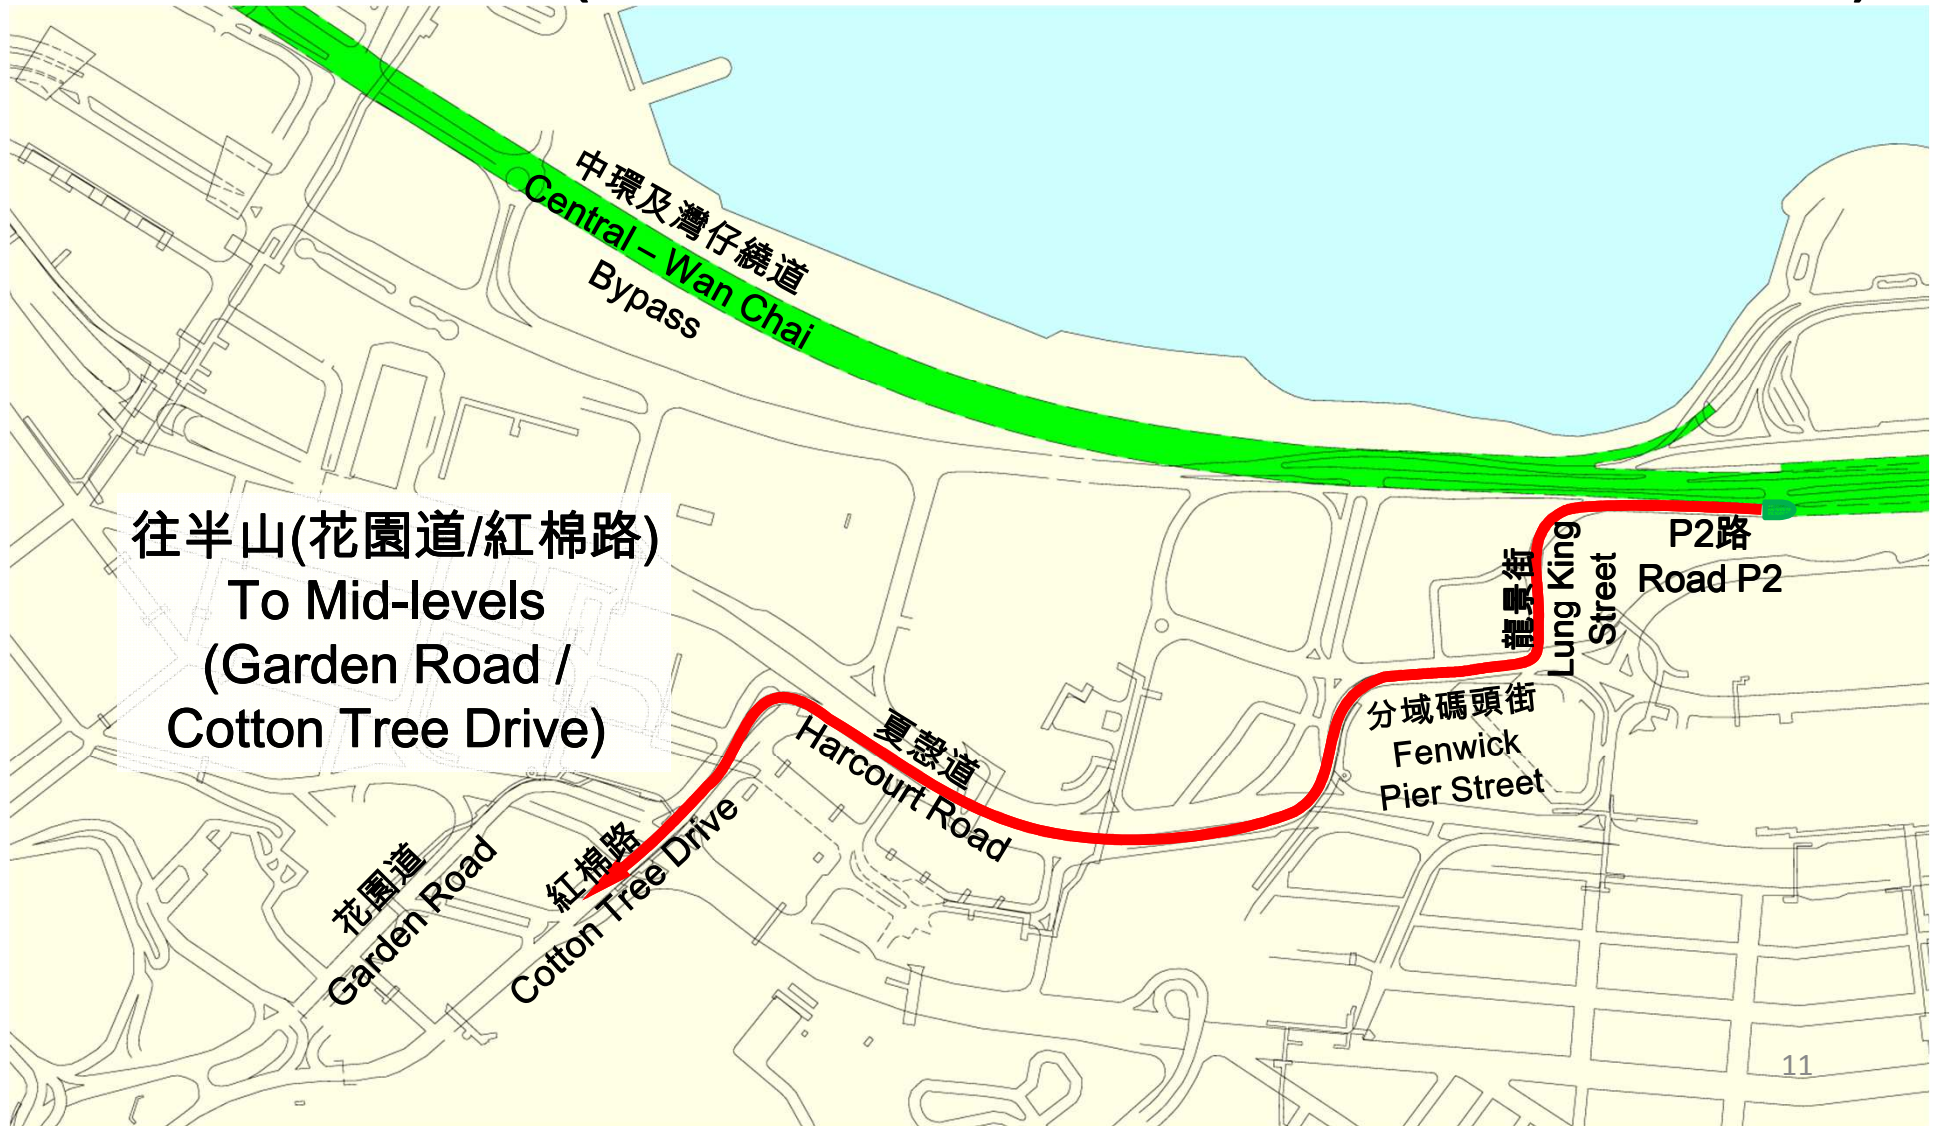 中環及灣仔繞道
Central – Wan Chai
Bypass
往半山(花園道/紅棉路)
To Mid-levels
(Garden Road /
Cotton Tree Drive)
P2路
Road P2
龍景街
Lung King
Street
分域碼頭街
Fenwick
Pier Street
夏慤道
Harcourt Road
紅棉路
Cotton Tree Drive
花園道
Garden Road
11